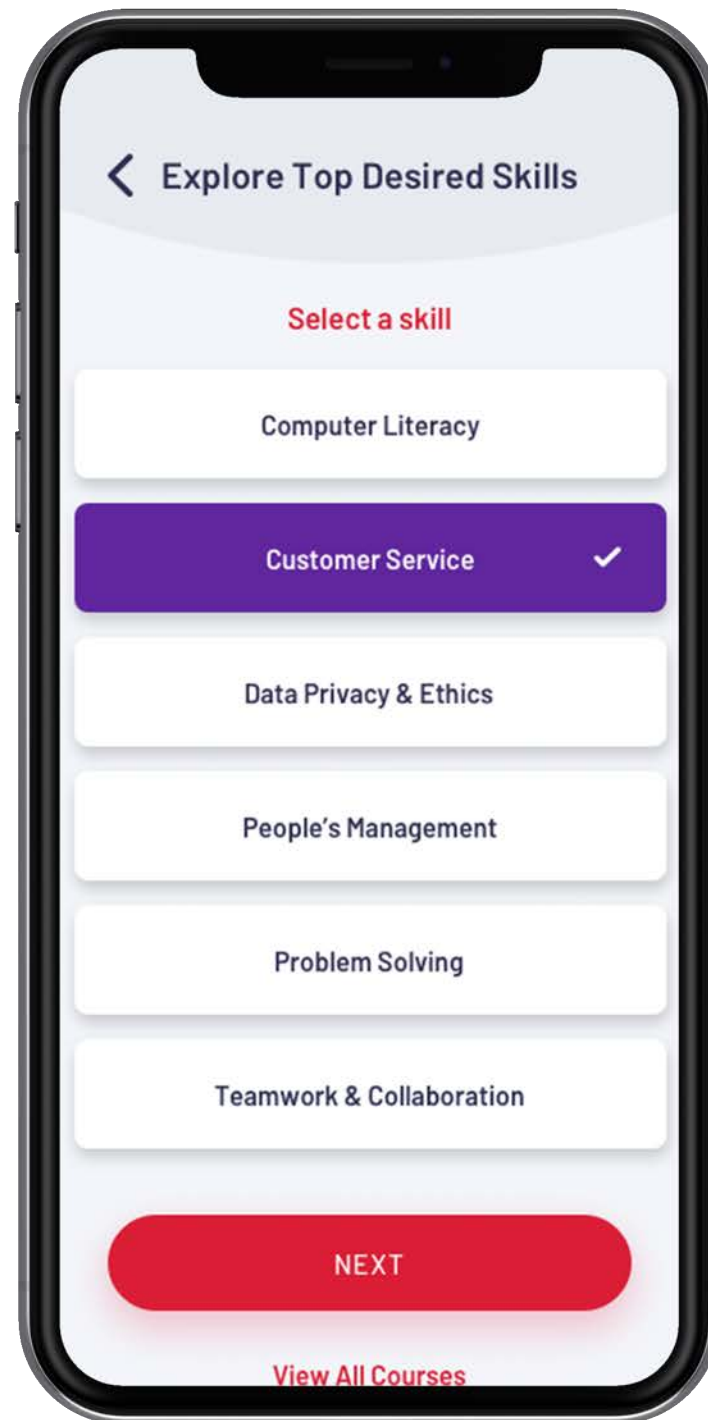 Explore Top Desired Skills
Select a skill
Computer Literacy
Customer Service
Data Privacy & Ethics
People’s Management
Problem Solving
Teamwork & Collaboration
NEXT
View All Courses